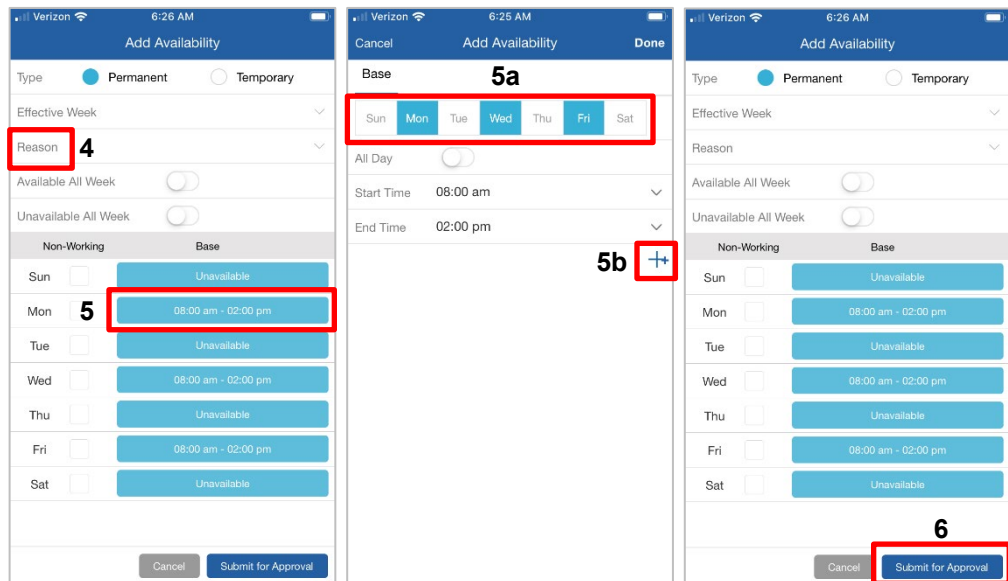 Verizon 6:26 AM
Add Availability
Type Permanent Temporary
Effective Week
Reason 4
Available All Week
Unavailable All Week
Non-Working Base
Sun Unavailable
Mon 5 08:00 am - 02:00 pm
Tue Unavailable
Wed 08:00 am - 02:00 pm
Thu Unavailable
Fri 08:00 am - 02:00 pm
Sat Unavailable
Cancel Submit for Approval
Verizon 6:25 AM
Cancel Add Availability Done
Base 5a
Sun Mon Tue Wed Thu Fri Sat
All Day
Start Time 08:00 am
End Time 02:00 pm
5b
Verizon 6:26 AM
Add Availability
Type Permanent Temporary
Effective Week
Reason
Available All Week
Unavailable All Week
Non-Working Base
Sun Unavailable
Mon 08:00 am - 02:00 pm
Tue Unavailable
Wed 08:00 am - 02:00 pm
Thu Unavailable
Fri 08:00 am - 02:00 pm
Sat Unavailable
6
Cancel Submit for Approval